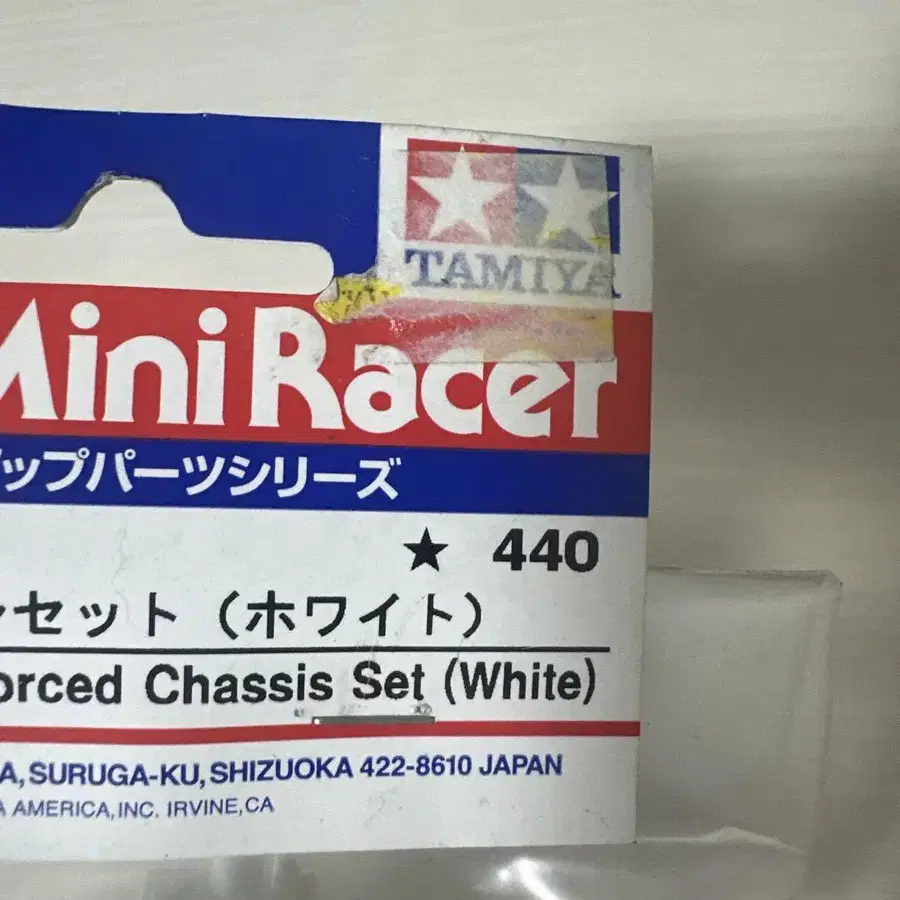 TAMIYA
Mini Racer
ップパーツシリーズ
★ 440
セット（ホワイト）
orced Chassis Set (White)
A, SURUGA-KU, SHIZUOKA 422-8610 JAPAN
A AMERICA, INC. IRVINE, CA